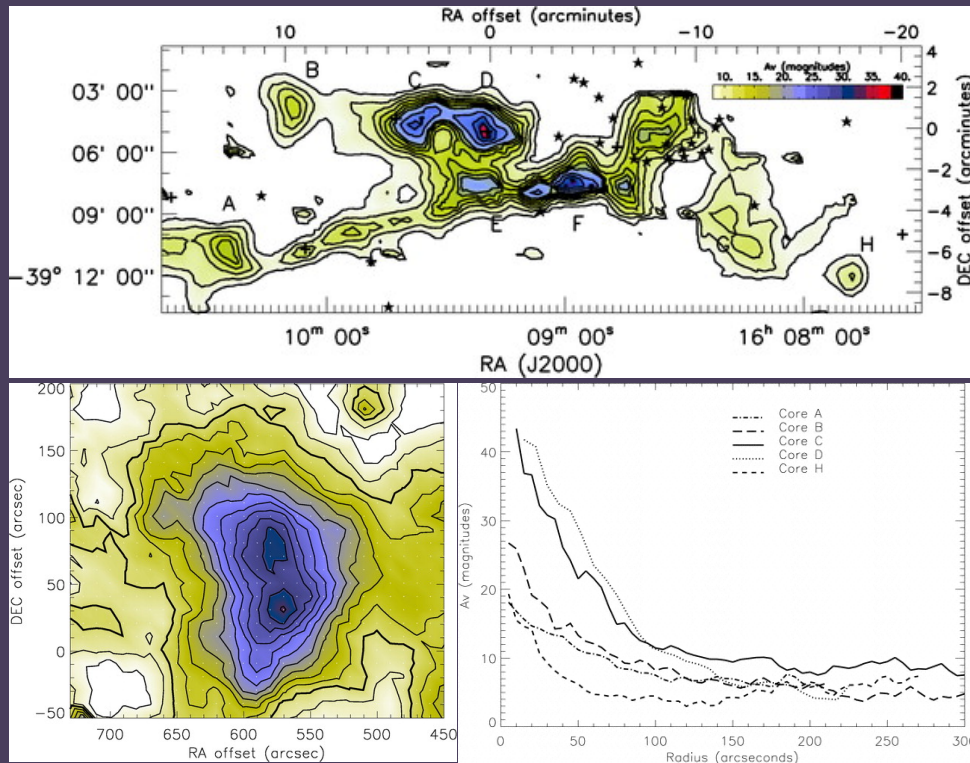 RA offset (arcminutes)
10 0 -10 -20
Av (magnitudes)
10. 15. 20. 25. 30. 35. 40.
B C D
A E F G H
03' 00"
06' 00"
09' 00"
-39° 12' 00"
4
2
0
-2
-4
-6
-8
DEC offset (arcmin)
10m 00s 09m 00s 16h 08m 00s
RA (J2000)
200
150
100
50
0
-50
DEC offset (arcsec)
700 650 600 550 500 450
RA offset (arcsec)
50
40
30
20
10
0
Av (magnitudes)
Core A
Core B
Core C
Core D
Core H
0 50 100 150 200 250 300
Radius (arcseconds)